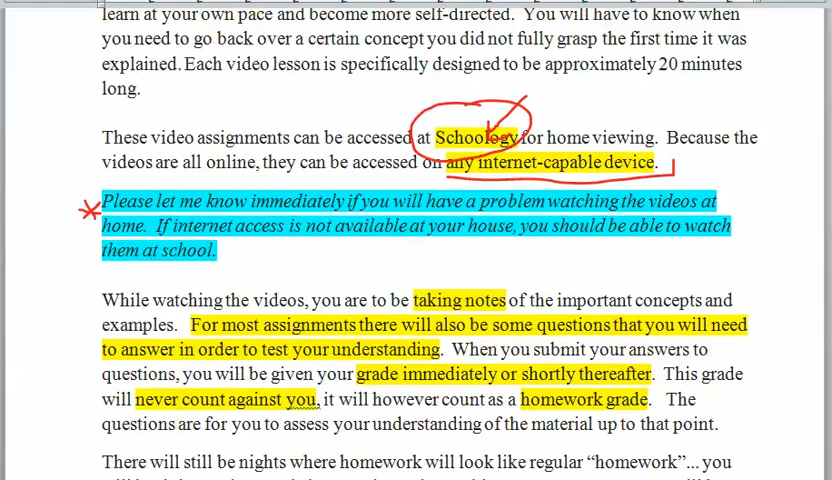 learn at your own pace and become more self-directed.  You will have to know when
you need to go back over a certain concept you did not fully grasp the first time it was
explained. Each video lesson is specifically designed to be approximately 20 minutes
long.
These video assignments can be accessed at Schoology for home viewing.  Because the
videos are all online, they can be accessed on any internet-capable device.
Please let me know immediately if you will have a problem watching the videos at
home.  If internet access is not available at your house, you should be able to watch
them at school.
While watching the videos, you are to be taking notes of the important concepts and
examples.  For most assignments there will also be some questions that you will need
to answer in order to test your understanding.  When you submit your answers to
questions, you will be given your grade immediately or shortly thereafter.  This grade
will never count against you, it will however count as a homework grade.  The
questions are for you to assess your understanding of the material up to that point.
There will still be nights where homework will look like regular “homework”... you